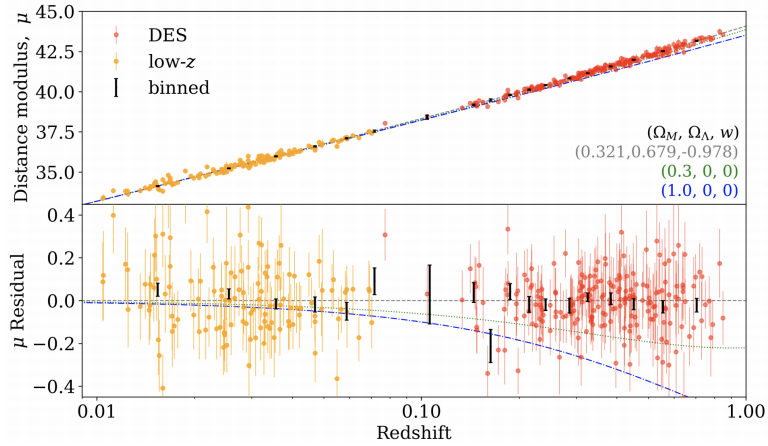 45.0
42.5
40.0
37.5
35.0
Distance modulus, μ
DES
low-z
binned
(Ω_M, Ω_Λ, w)
(0.321,0.679,-0.978)
(0.3, 0, 0)
(1.0, 0, 0)
0.4
0.2
0.0
−0.2
−0.4
μ Residual
0.01
0.10
1.00
Redshift